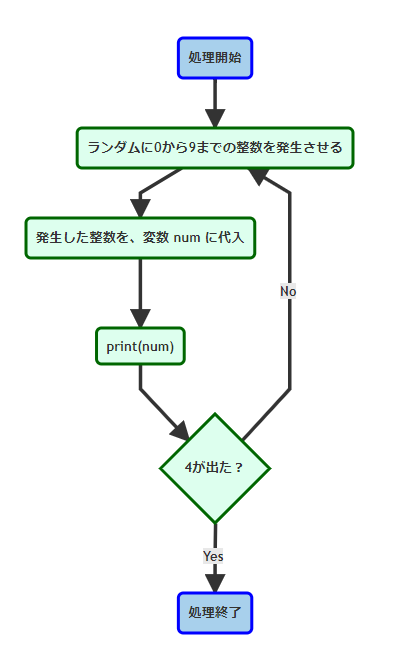 処理開始
ランダムに0から9までの整数を発生させる
発生した整数を、変数 num に代入
No
print(num)
4が出た？
Yes
処理終了